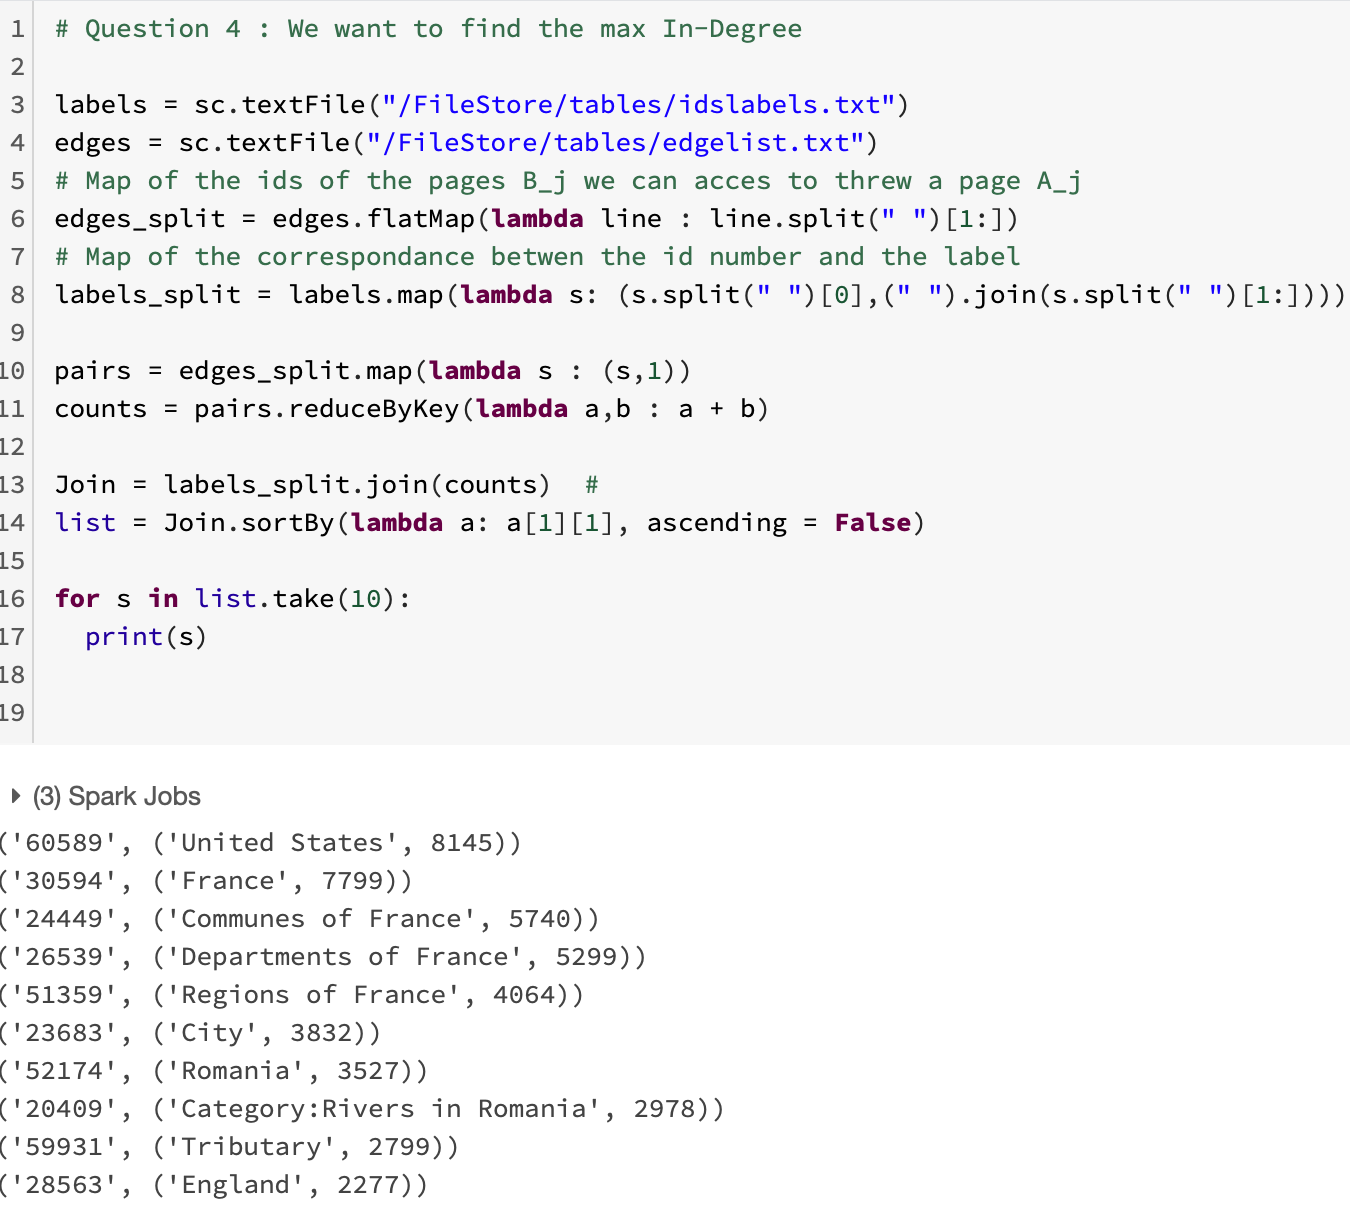 1 # Question 4 : We want to find the max In-Degree
2
3 labels = sc.textFile("/FileStore/tables/idslabels.txt")
4 edges = sc.textFile("/FileStore/tables/edgelist.txt")
5 # Map of the ids of the pages B_j we can acces to threw a page A_j
6 edges_split = edges.flatMap(lambda line : line.split(" ")[1:])
7 # Map of the correspondance betwen the id number and the label
8 labels_split = labels.map(lambda s: (s.split(" ")[0],(" ").join(s.split(" ")[1:])))
9
10 pairs = edges_split.map(lambda s : (s,1))
11 counts = pairs.reduceByKey(lambda a,b : a + b)
12
13 Join = labels_split.join(counts)  #
14 list = Join.sortBy(lambda a: a[1][1], ascending = False)
15
16 for s in list.take(10):
17   print(s)
18
19
(3) Spark Jobs
('60589', ('United States', 8145))
('30594', ('France', 7799))
('24449', ('Communes of France', 5740))
('26539', ('Departments of France', 5299))
('51359', ('Regions of France', 4064))
('23683', ('City', 3832))
('52174', ('Romania', 3527))
('20409', ('Category:Rivers in Romania', 2978))
('59931', ('Tributary', 2799))
('28563', ('England', 2277))